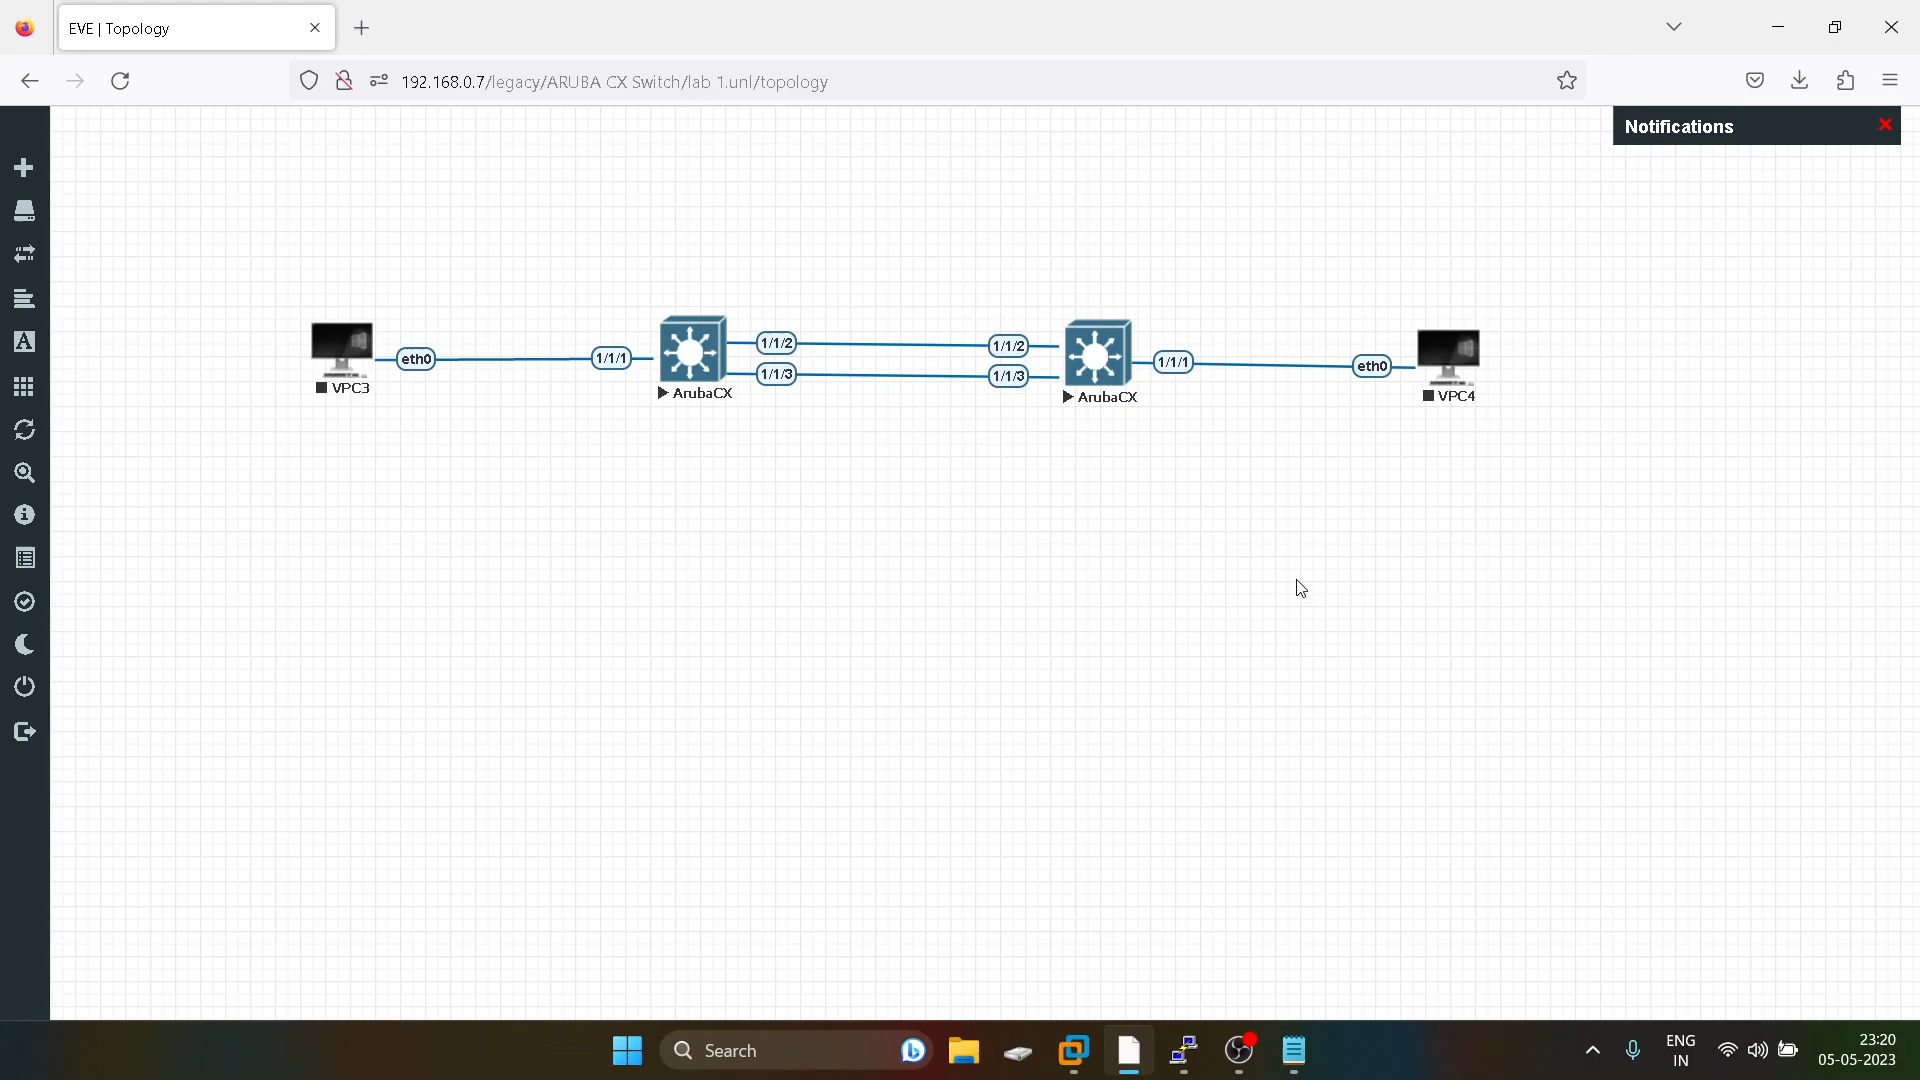 EVE | Topology
192.168.0.7/legacy/ARUBA CX Switch/lab 1.unl/topology
Notifications
eth0
1/1/1
1/1/2
1/1/3
1/1/2
1/1/3
1/1/1
eth0
VPC3
ArubaCX
ArubaCX
VPC4
Search
ENG
IN
23:20
05-05-2023